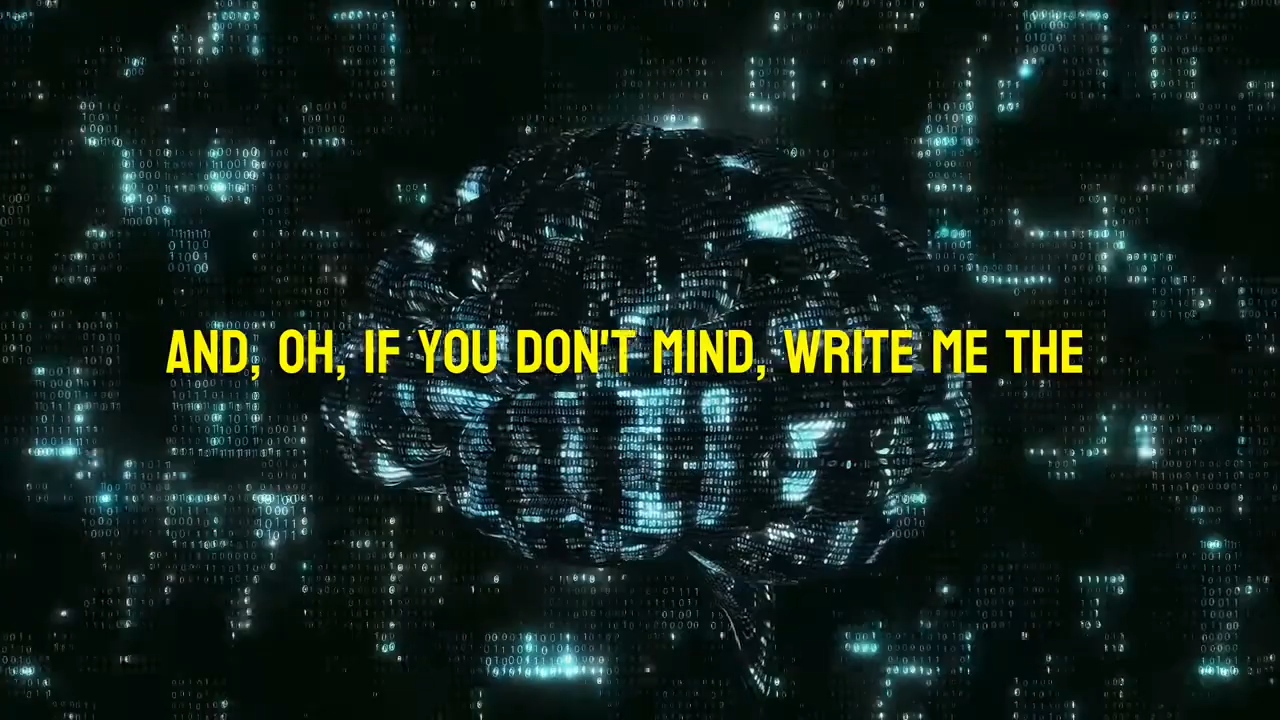 AND, OH, IF YOU DON'T MIND, WRITE ME THE